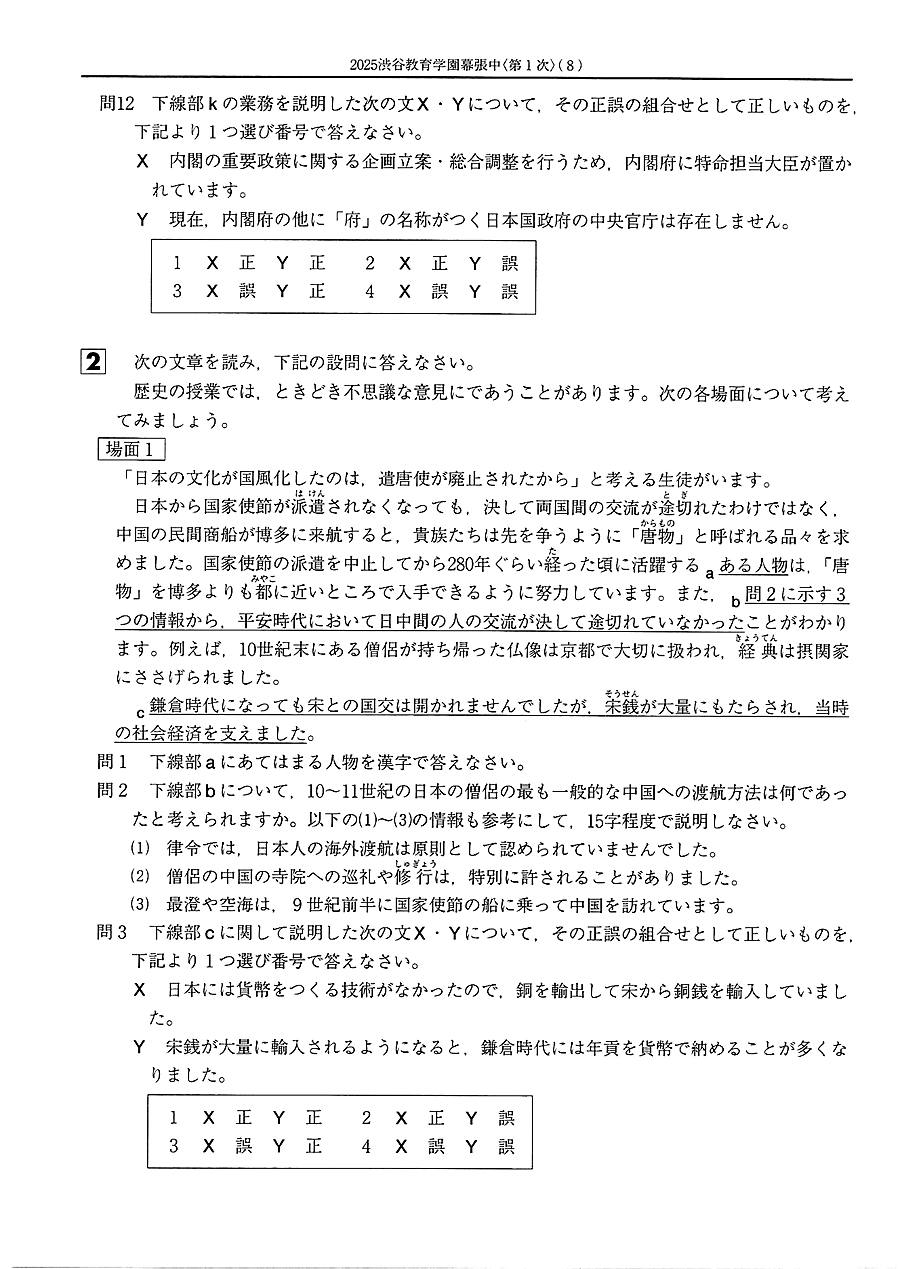 2025渋谷教育学園幕張中〈第1次〉(8)
問12 下線部kの業務を説明した次の文X・Yについて,その正誤の組合せとして正しいものを,
下記より1つ選び番号で答えなさい。
X 内閣の重要政策に関する企画立案・総合調整を行うため,内閣府に特命担当大臣が置か
れています。
Y 現在,内閣府の他に「府」の名称がつく日本国政府の中央官庁は存在しません。
1 X 正 Y 正 2 X 正 Y 誤
3 X 誤 Y 正 4 X 誤 Y 誤
2 次の文章を読み,下記の設問に答えなさい。
歴史の授業では,ときどき不思議な意見にであうことがあります。次の各場面について考え
てみましょう。
場面1
「日本の文化が国風化したのは,遣唐使が廃止されたから」と考える生徒がいます。
日本から国家使節が派遣されなくなっても,決して両国間の交流が途切れたわけではなく,
中国の民間商船が博多に来航すると,貴族たちは先を争うように「唐物」と呼ばれる品々を求
めました。国家使節の派遣を中止してから280年ぐらい経った頃に活躍するaある人物は,「唐
物」を博多よりも都に近いところで入手できるように努力しています。また,b問2に示す3
つの情報から,平安時代において日中間の人の交流が決して途切れていなかったことがわかり
ます。例えば,10世紀末にある僧侶が持ち帰った仏像は京都で大切に扱われ,経典は摂関家
にささげられました。
c鎌倉時代になっても宋との国交は開かれませんでしたが,宋銭が大量にもたらされ,当時
の社会経済を支えました。
問1 下線部aにあてはまる人物を漢字で答えなさい。
問2 下線部bについて,10~11世紀の日本の僧侶の最も一般的な中国への渡航方法は何であっ
たと考えられますか。以下の(1)~(3)の情報も参考にして,15字程度で説明しなさい。
(1) 律令では,日本人の海外渡航は原則として認められていませんでした。
(2) 僧侶の中国の寺院への巡礼や修行は,特別に許されることがありました。
(3) 最澄や空海は,9世紀前半に国家使節の船に乗って中国を訪れています。
問3 下線部cに関して説明した次の文X・Yについて,その正誤の組合せとして正しいものを,
下記より1つ選び番号で答えなさい。
X 日本には貨幣をつくる技術がなかったので,銅を輸出して宋から銅銭を輸入していまし
た。
Y 宋銭が大量に輸入されるようになると,鎌倉時代には年貢を貨幣で納めることが多くな
りました。
1 X 正 Y 正 2 X 正 Y 誤
3 X 誤 Y 正 4 X 誤 Y 誤